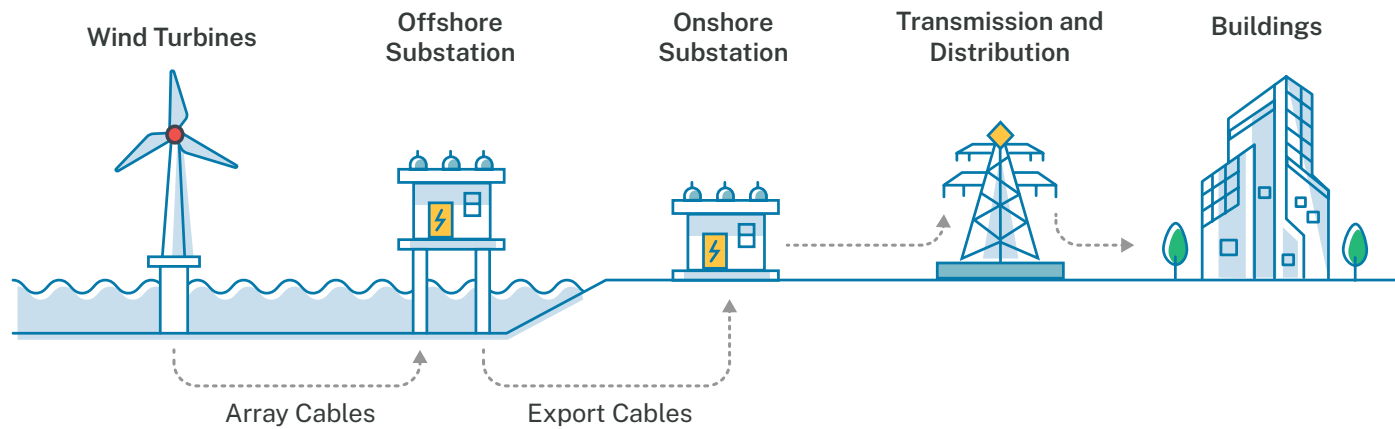 Wind Turbines
Offshore
Substation
Onshore
Substation
Transmission and
Distribution
Buildings
Array Cables
Export Cables